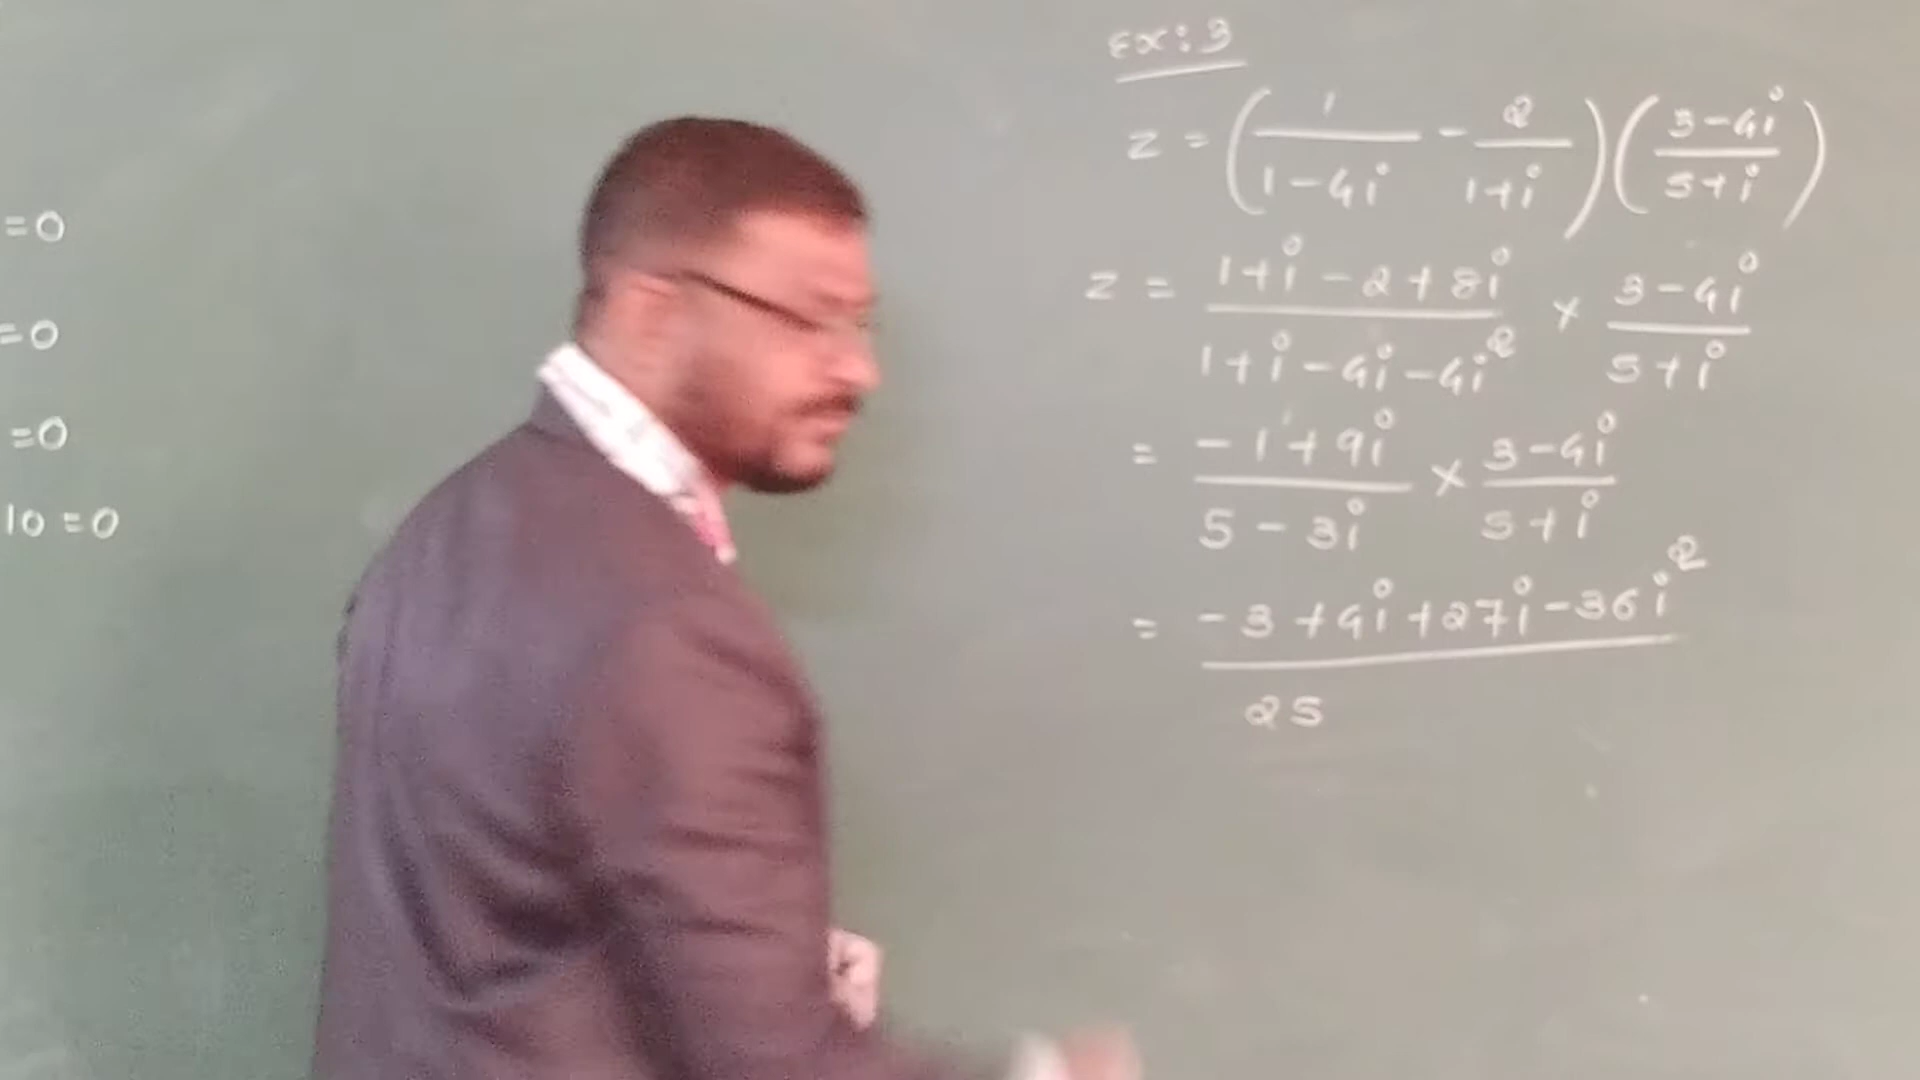 =0
=0
=0
10 = 0
Ex: 3
z = (1/(1-4i) - 2/(1+i)) ((3-4i)/(5+i))
z = (1+i-2+8i)/(1+i-4i-4i²) × (3-4i)/(5+i)
= (-1+9i)/(5-3i) × (3-4i)/(5+i)
= (-3+4i+27i-36i²)/25